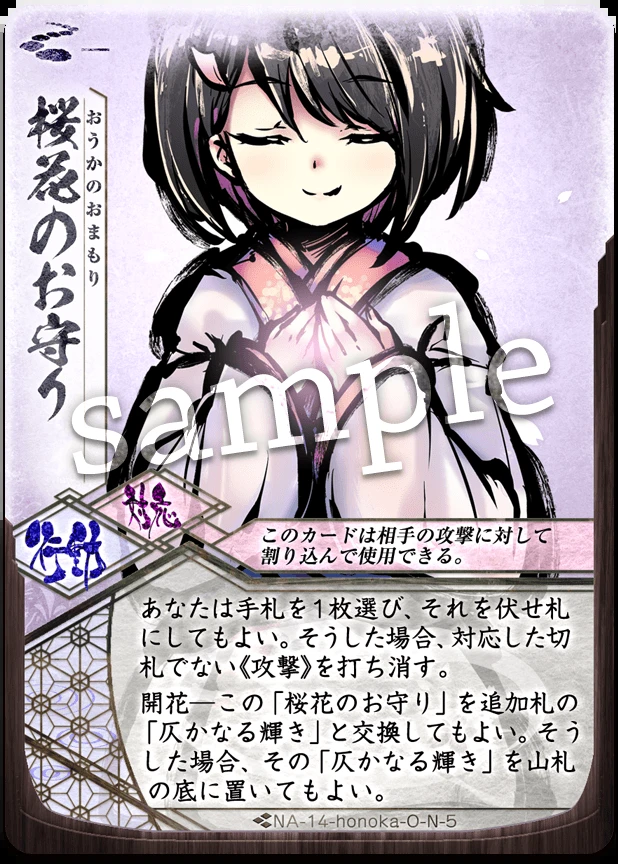 桜花のお守り
おうかのおまもり
sample
対応
行動
このカードは相手の攻撃に対して
割り込んで使用できる。
あなたは手札を1枚選び、それを伏せ札
にしてもよい。そうした場合、対応した切
札でない《攻撃》を打ち消す。
開花―この「桜花のお守り」を追加札の
「仄かなる輝き」と交換してもよい。そう
した場合、その「仄かなる輝き」を山札
の底に置いてもよい。
NA-14-honoka-O-N-5